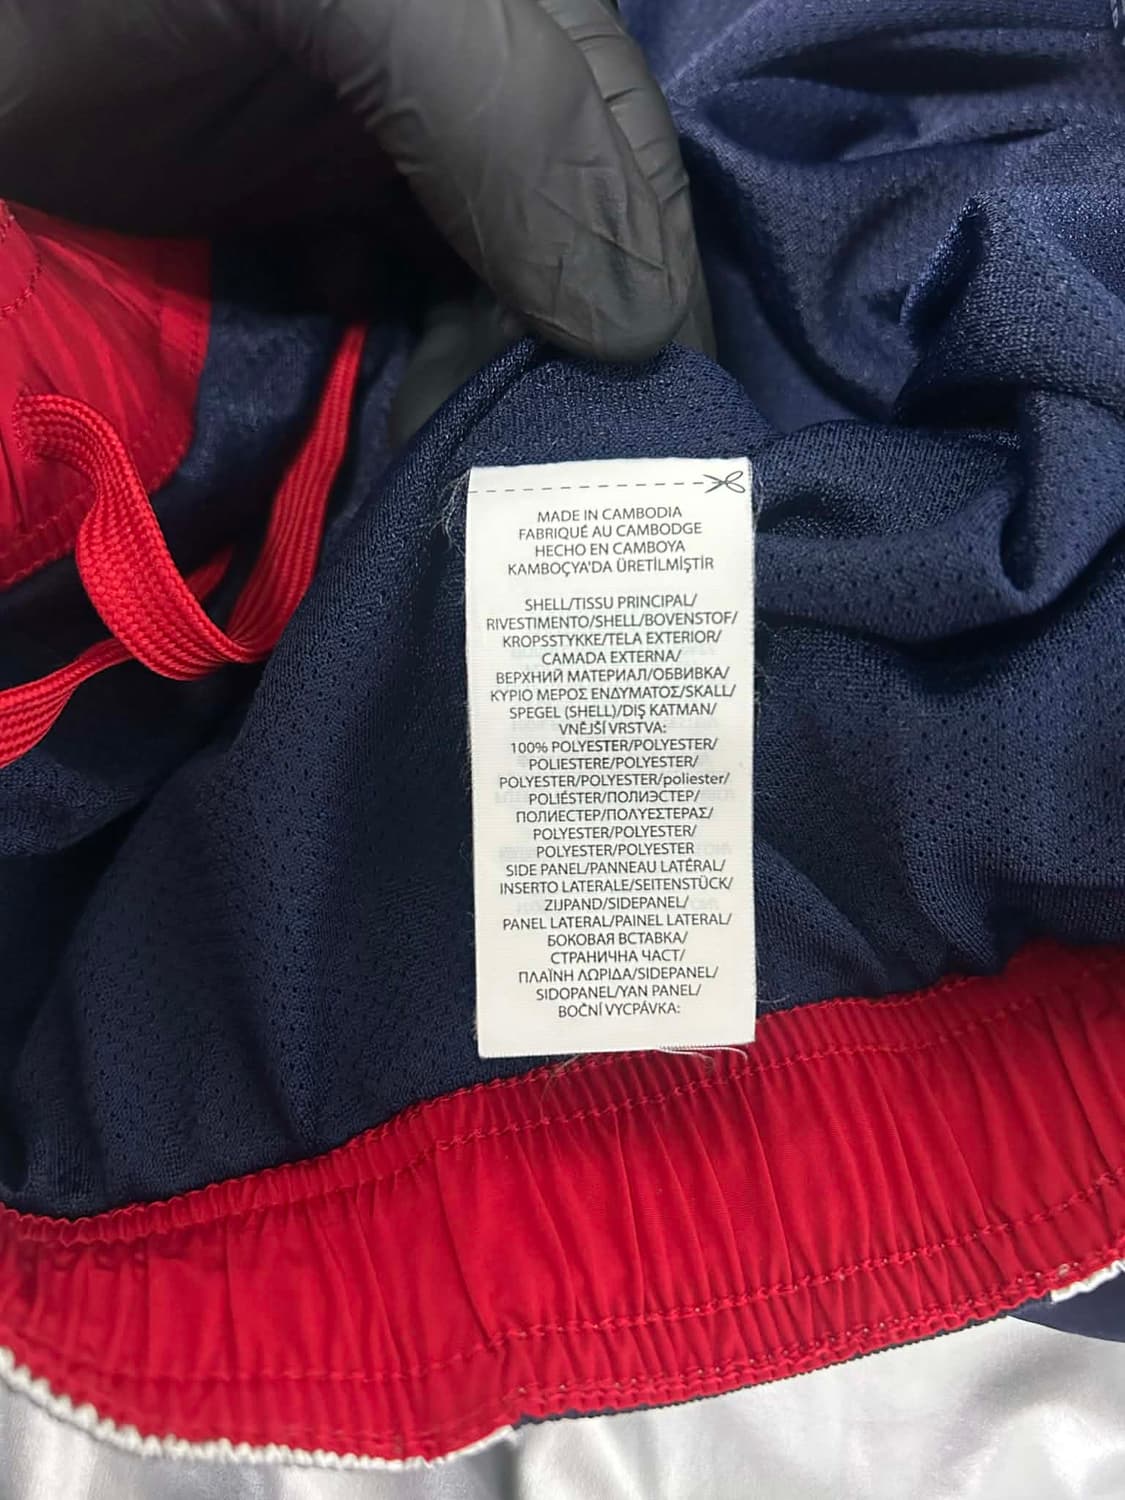 MADE IN CAMBODIA
FABRIQUÉ AU CAMBODGE
HECHO EN CAMBOYA
KAMBOÇYA'DA ÜRETİLMİŞTİR
SHELL/TISSU PRINCIPAL/
RIVESTIMENTO/SHELL/BOVENSTOF/
KROPSSTYKKE/TELA EXTERIOR/
CAMADA EXTERNA/
ВЕРХНИЙ МАТЕРИАЛ/ОБВИВКА/
ΚΥΡΙΟ ΜΕΡΟΣ ΕΝΔΥΜΑΤΟΣ/SKALL/
SPEGEL (SHELL)/DIŞ KATMAN/
VNĚJŠÍ VRSTVA:
100% POLYESTER/POLYESTER/
POLIESTERE/POLYESTER/
POLYESTER/POLYESTER/poliester/
POLIÉSTER/ПОЛИЭСТЕР/
ПОЛИЕСТЕР/ΠΟΛΥΕΣΤΕΡΑΣ/
POLYESTER/POLYESTER/
POLYESTER/POLYESTER
SIDE PANEL/PANNEAU LATÉRAL/
INSERTO LATERALE/SEITENSTÜCK/
ZIJPAND/SIDEPANEL/
PANEL LATERAL/PAINEL LATERAL/
БОКОВАЯ ВСТАВКА/
СТРАНИЧНА ЧАСТ/
ΠΛΑΪΝΗ ΛΩΡΙΔΑ/SIDEPANEL/
SIDOPANEL/YAN PANEL/
BOČNÍ VYCPÁVKA: